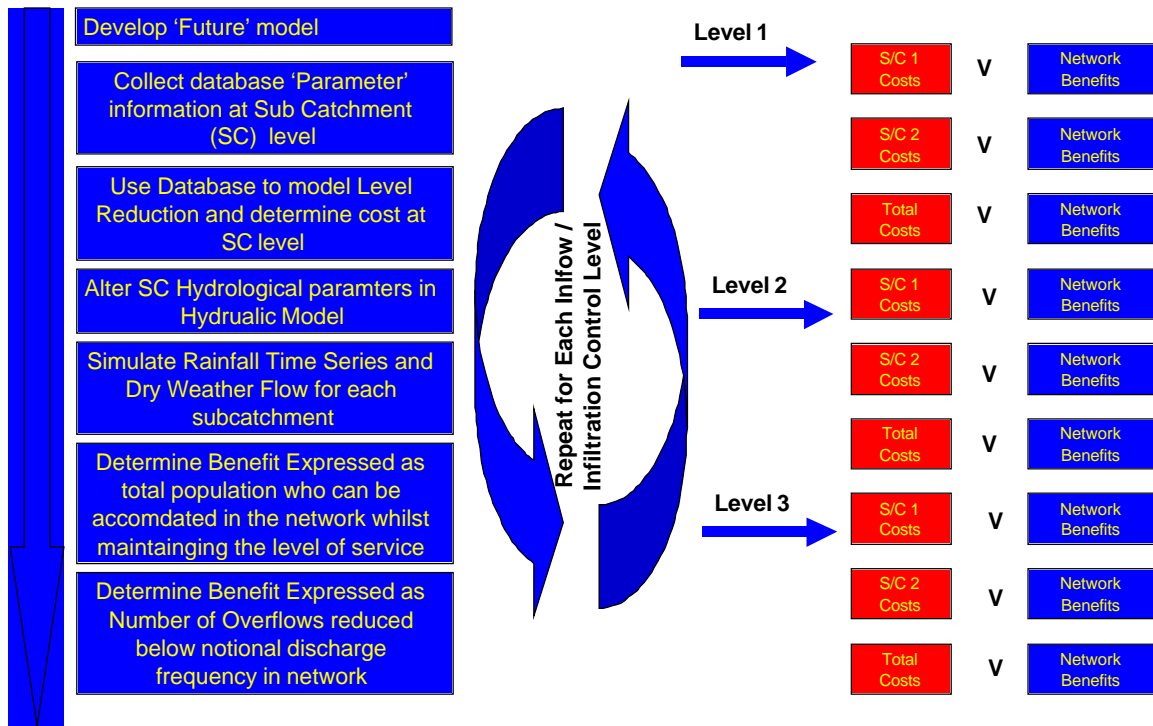 Develop ‘Future’ model
Collect database ‘Parameter’
information at Sub Catchment
(SC) level
Use Database to model Level
Reduction and determine cost at
SC level
Alter SC Hydrological paramters in
Hydrualic Model
Simulate Rainfall Time Series and
Dry Weather Flow for each
subcatchment
Determine Benefit Expressed as
total population who can be
accomdated in the network whilst
maintainging the level of service
Determine Benefit Expressed as
Number of Overflows reduced
below notional discharge
frequency in network
Repeat for Each Inlfow /
Infiltration Control Level
Level 1
S/C 1
Costs
V
Network
Benefits
S/C 2
Costs
V
Network
Benefits
Total
Costs
V
Network
Benefits
Level 2
S/C 1
Costs
V
Network
Benefits
S/C 2
Costs
V
Network
Benefits
Total
Costs
V
Network
Benefits
Level 3
S/C 1
Costs
V
Network
Benefits
S/C 2
Costs
V
Network
Benefits
Total
Costs
V
Network
Benefits